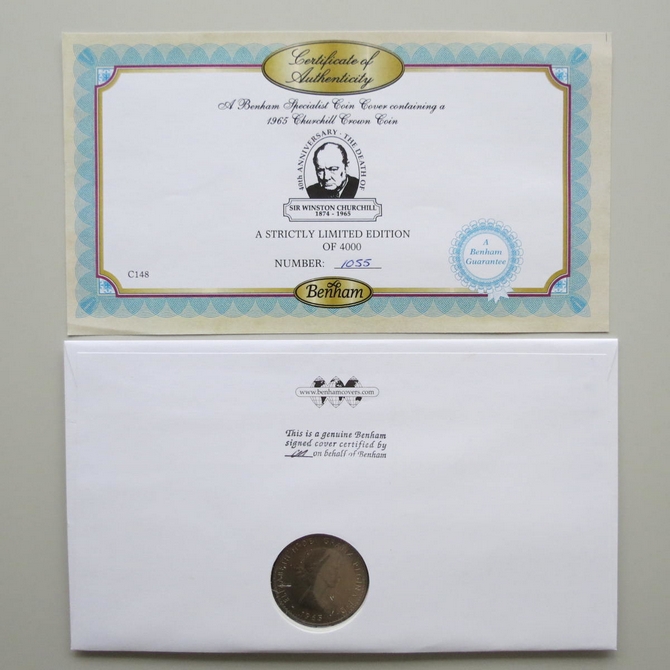 Certificate of
Authenticity
A Benham Specialist Coin Cover containing a
1965 Churchill Crown Coin
40th ANNIVERSARY - THE DEATH OF
SIR WINSTON CHURCHILL
1874 - 1965
A STRICTLY LIMITED EDITION
OF 4000
NUMBER: 1055
A
Benham
Guarantee
C148
Benham
www.benhamcovers.com
This is a genuine Benham
signed cover certified by
on behalf of Benham
1965